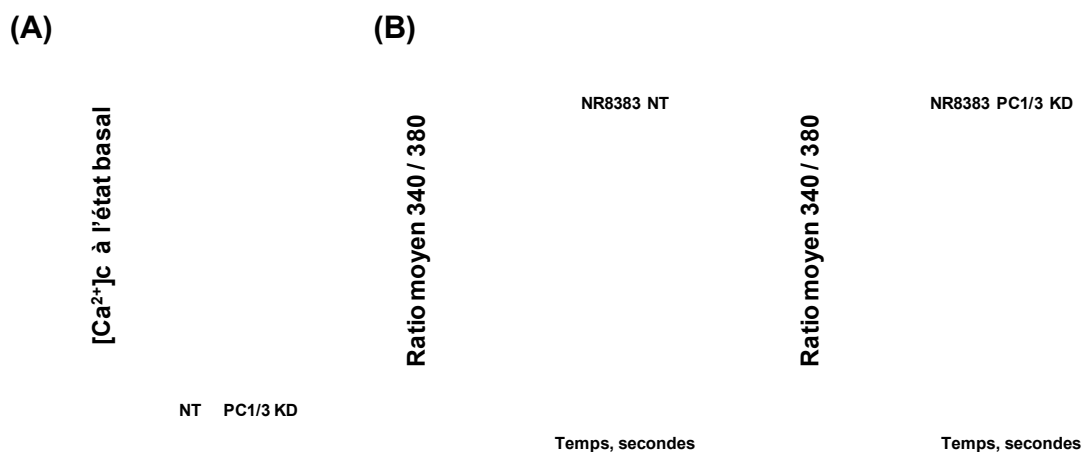 (A)
[Ca²⁺]c à l'état basal
NT PC1/3 KD
(B)
Ratio moyen 340 / 380
NR8383 NT
Temps, secondes
Ratio moyen 340 / 380
NR8383 PC1/3 KD
Temps, secondes